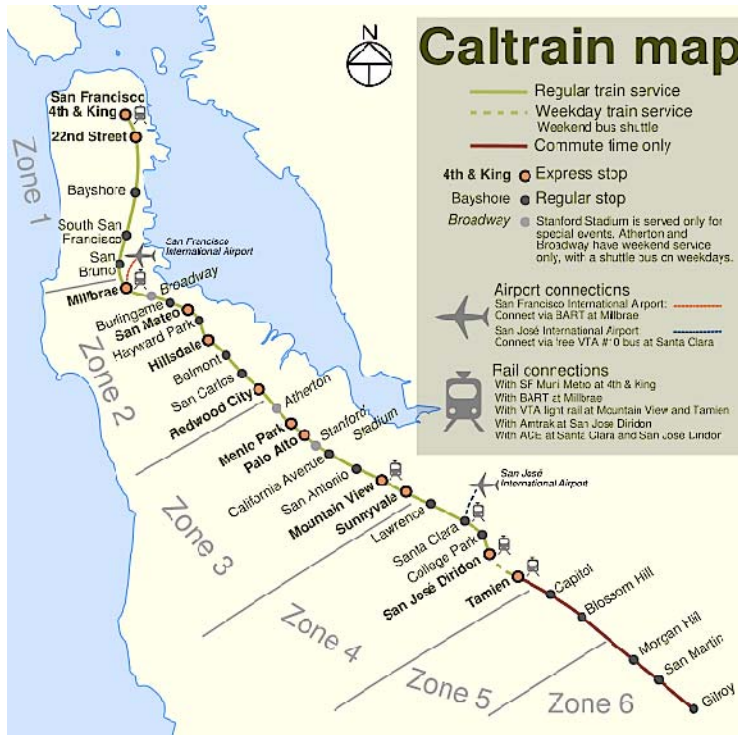 Caltrain map
Regular train service
Weekday train service
Weekend bus shuttle
Commute time only
4th & King Express stop
Bayshore Regular stop
Broadway Stanford Stadium is served only for
special events. Atherton and
Broadway have weekend service
only, with a shuttle bus on weekdays.
Airport connections
San Francisco International Airport:
Connect via BART at Millbrae
San José International Airport:
Connect via free VTA #10 bus at Santa Clara
Rail connections
With SF Muni Metro at 4th & King
With BART at Millbrae
With VTA light rail at Mountain View and Tamien
With Amtrak at San Jose Diridon
With ACE at Santa Clara and San Jose Diridon
N
San Francisco
4th & King
22nd Street
Zone 1
Bayshore
South San
Francisco
San Francisco
International Airport
San
Bruno
Millbrae
Broadway
Burlingame
San Mateo
Hayward Park
Hillsdale
Zone 2
Belmont
San Carlos
Redwood City
Atherton
Menlo Park
Palo Alto
Stanford
Stadium
California Avenue
San Antonio
Zone 3
Mountain View
Sunnyvale
San José
International Airport
Lawrence
Santa Clara
College Park
San José Diridon
Zone 4
Tamien
Capitol
Blossom Hill
Zone 5
Morgan Hill
San Martin
Gilroy
Zone 6